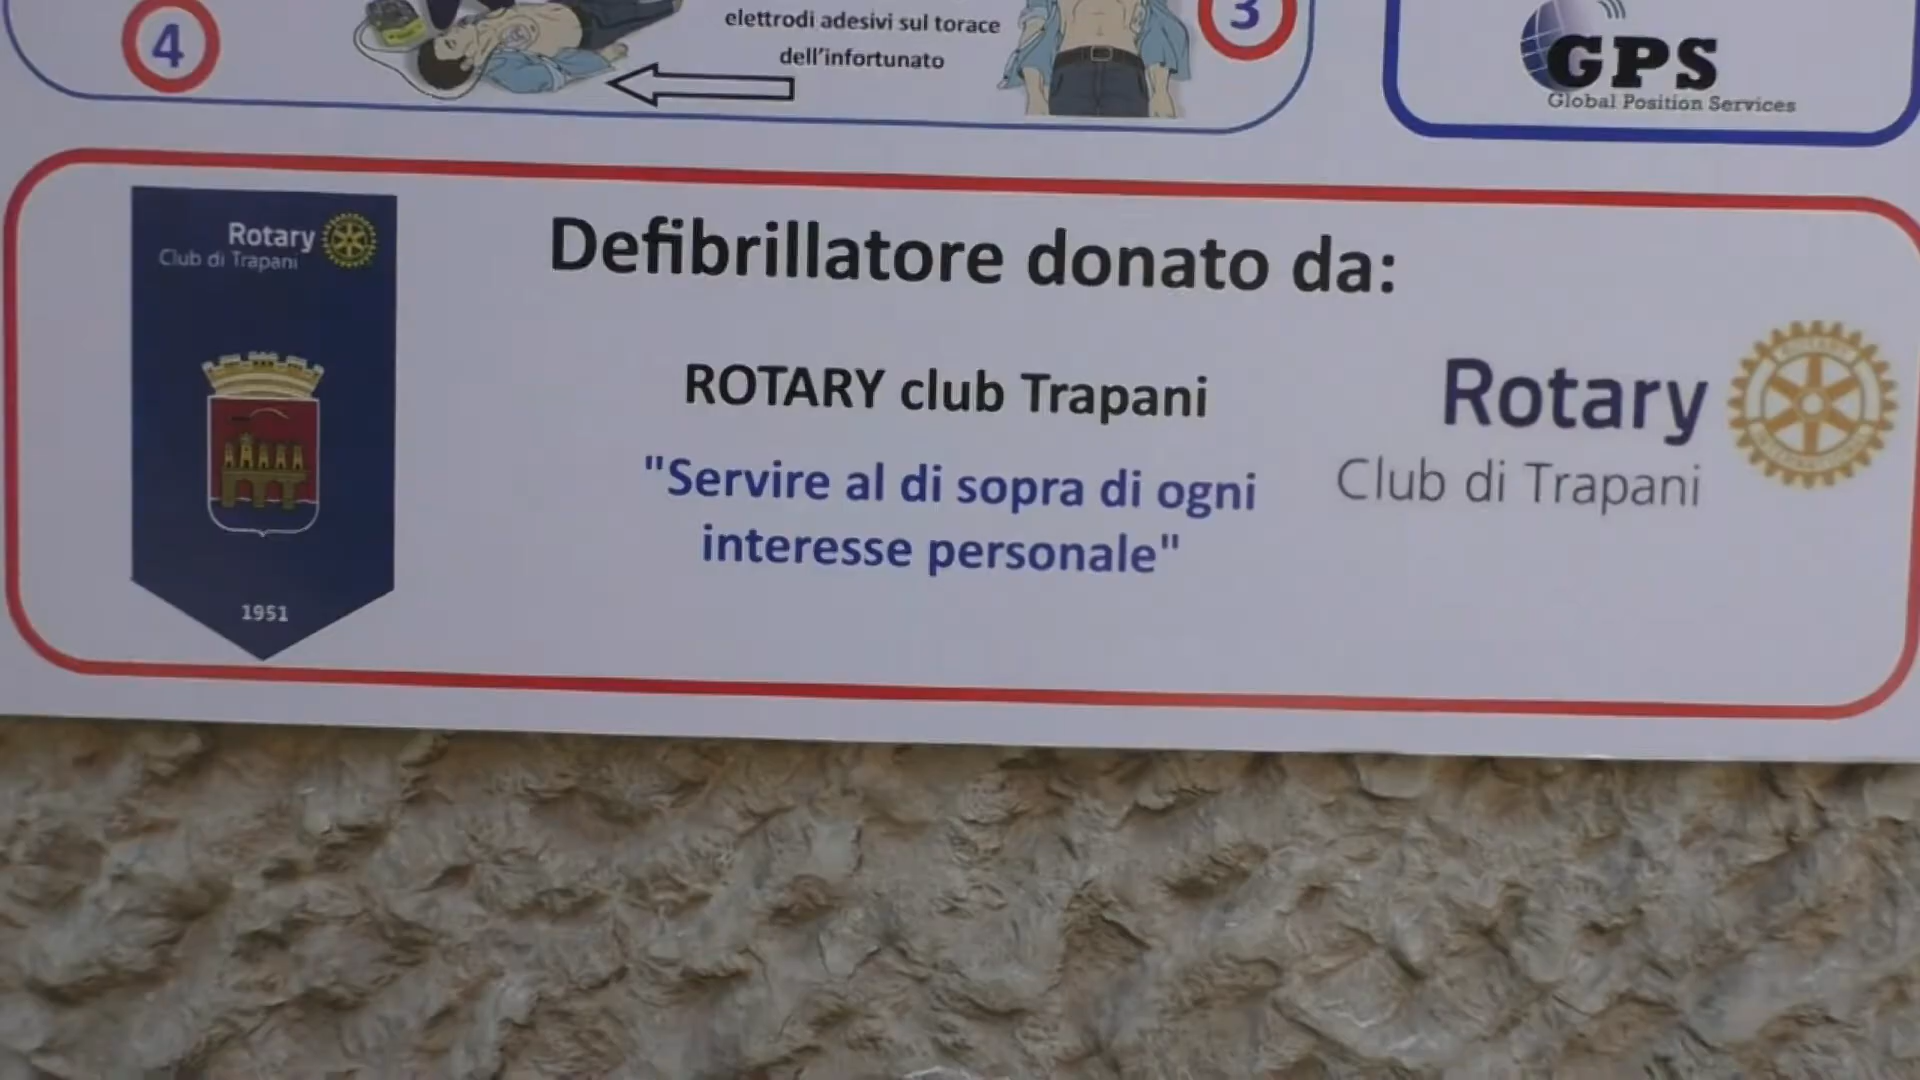 4
elettrodi adesivi sul torace
dell'infortunato
3
GPS
Global Position Services
Rotary
Club di Trapani
1951
Defibrillatore donato da:
ROTARY club Trapani
"Servire al di sopra di ogni
interesse personale"
Rotary
Club di Trapani